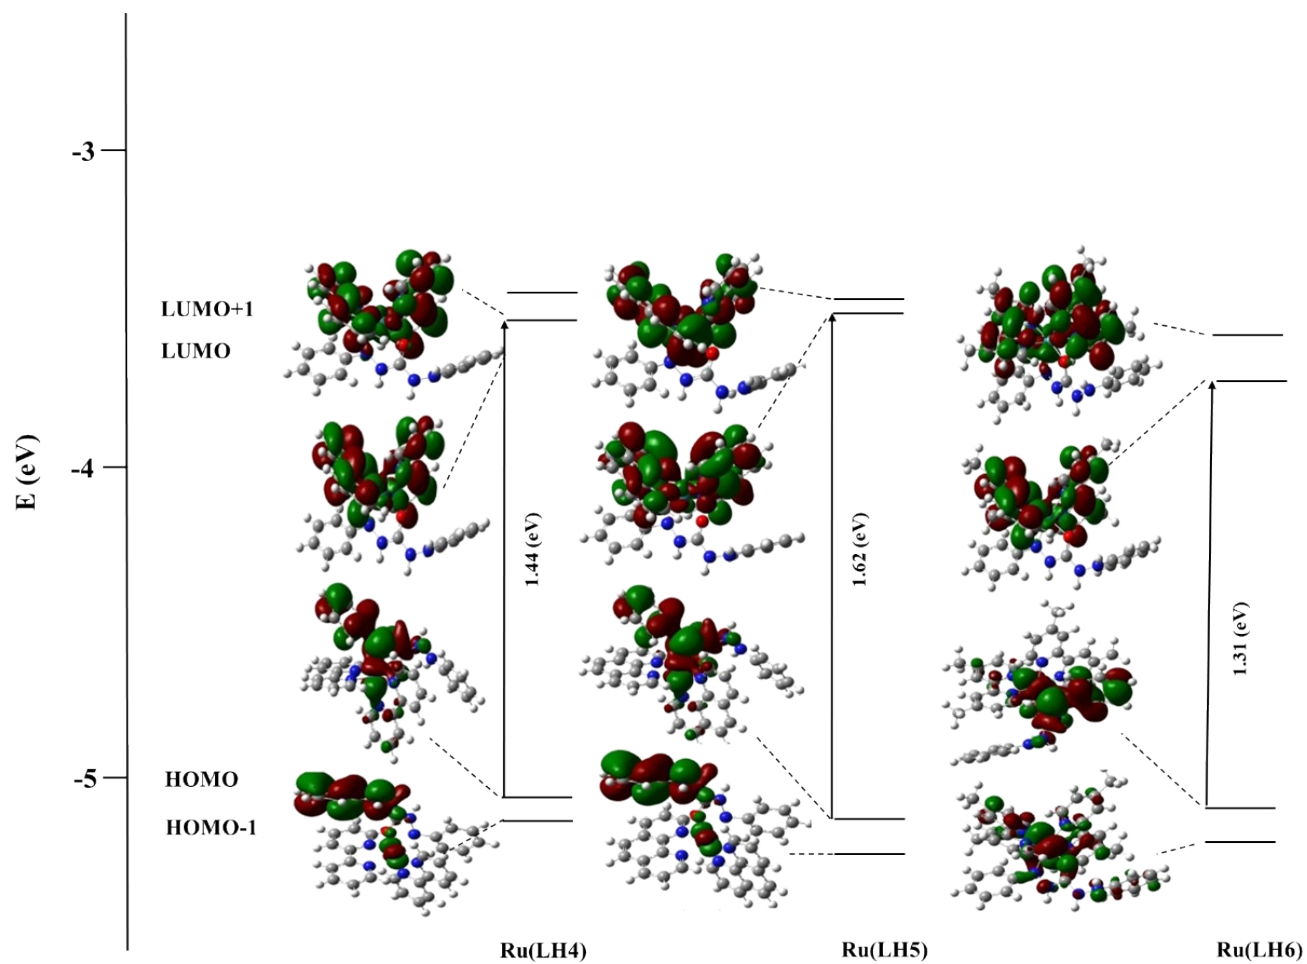 -3
LUMO+1
LUMO
E (eV)
-4
1.44 (eV)
1.62 (eV)
1.31 (eV)
-5
HOMO
HOMO-1
Ru(LH4)
Ru(LH5)
Ru(LH6)